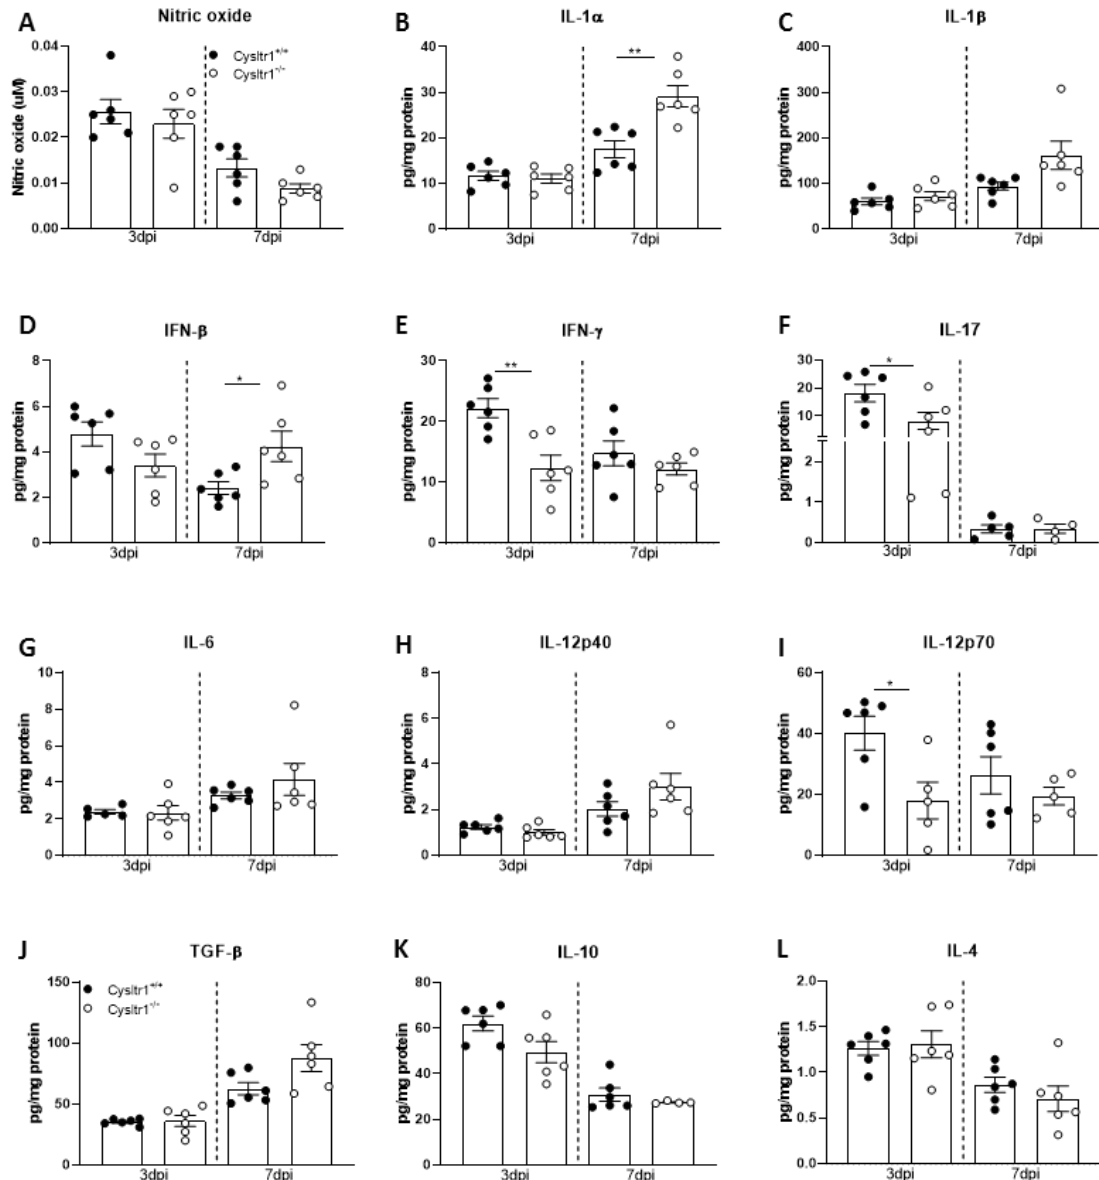 A
Nitric oxide
Nitric oxide (uM)
0.04
0.03
0.02
0.01
0.00
Cysltr1+/+
Cysltr1-/-
3dpi
7dpi
B
IL-1α
pg/mg protein
40
30
20
10
0
**
3dpi
7dpi
C
IL-1β
pg/mg protein
400
300
200
100
0
3dpi
7dpi
D
IFN-β
pg/mg protein
8
6
4
2
0
*
3dpi
7dpi
E
IFN-γ
pg/mg protein
30
20
10
0
**
3dpi
7dpi
F
IL-17
pg/mg protein
30
20
10
2
1
0
*
3dpi
7dpi
G
IL-6
pg/mg protein
10
8
6
4
2
0
3dpi
7dpi
H
IL-12p40
pg/mg protein
8
6
4
2
0
3dpi
7dpi
I
IL-12p70
pg/mg protein
60
40
20
0
*
3dpi
7dpi
J
TGF-β
pg/mg protein
150
100
50
0
Cysltr1+/+
Cysltr1-/-
3dpi
7dpi
K
IL-10
pg/mg protein
80
60
40
20
0
3dpi
7dpi
L
IL-4
pg/mg protein
2.0
1.5
1.0
0.5
0.0
3dpi
7dpi